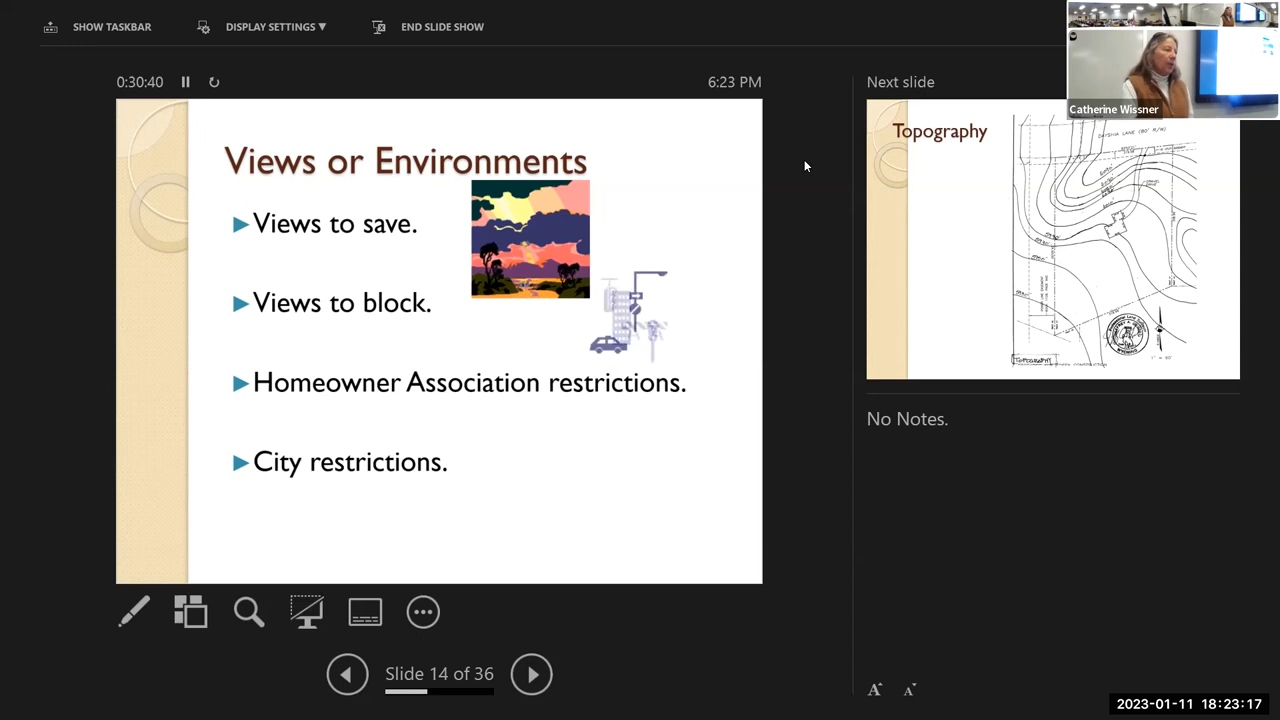 SHOW TASKBAR
DISPLAY SETTINGS ▼
END SLIDE SHOW
0:30:40
6:23 PM
Next slide
Catherine Wissner
Views or Environments
Views to save.
Views to block.
Homeowner Association restrictions.
City restrictions.
Topography
TOPOGRAPHY
No Notes.
Slide 14 of 36
A A
2023-01-11 18:23:17